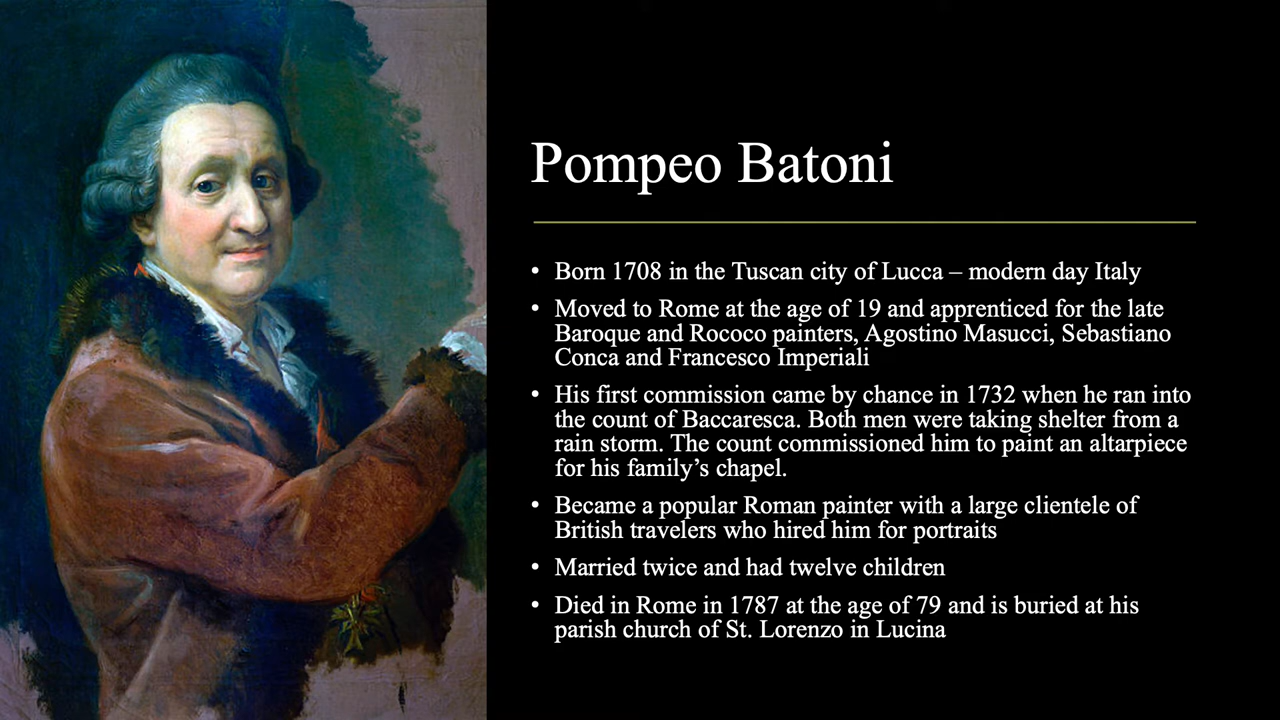 Pompeo Batoni
• Born 1708 in the Tuscan city of Lucca – modern day Italy
• Moved to Rome at the age of 19 and apprenticed for the late
Baroque and Rococo painters, Agostino Masucci, Sebastiano
Conca and Francesco Imperiali
• His first commission came by chance in 1732 when he ran into
the count of Baccaresca. Both men were taking shelter from a
rain storm. The count commissioned him to paint an altarpiece
for his family’s chapel.
• Became a popular Roman painter with a large clientele of
British travelers who hired him for portraits
• Married twice and had twelve children
• Died in Rome in 1787 at the age of 79 and is buried at his
parish church of St. Lorenzo in Lucina